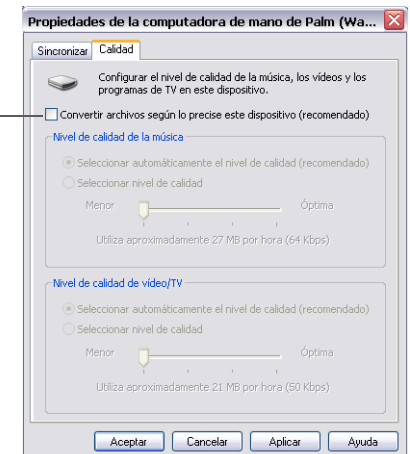 Propiedades de la computadora de mano de Palm (Wa...
Sincronizar Calidad
Configurar el nivel de calidad de la música, los vídeos y los
programas de TV en este dispositivo.
Convertir archivos según lo precise este dispositivo (recomendado)
Nivel de calidad de la música
Seleccionar automáticamente el nivel de calidad (recomendado)
Seleccionar nivel de calidad
Menor Óptima
Utiliza aproximadamente 27 MB por hora (64 Kbps)
Nivel de calidad de vídeo/TV
Seleccionar automáticamente el nivel de calidad (recomendado)
Seleccionar nivel de calidad
Menor Óptima
Utiliza aproximadamente 21 MB por hora (50 Kbps)
Aceptar Cancelar Aplicar Ayuda